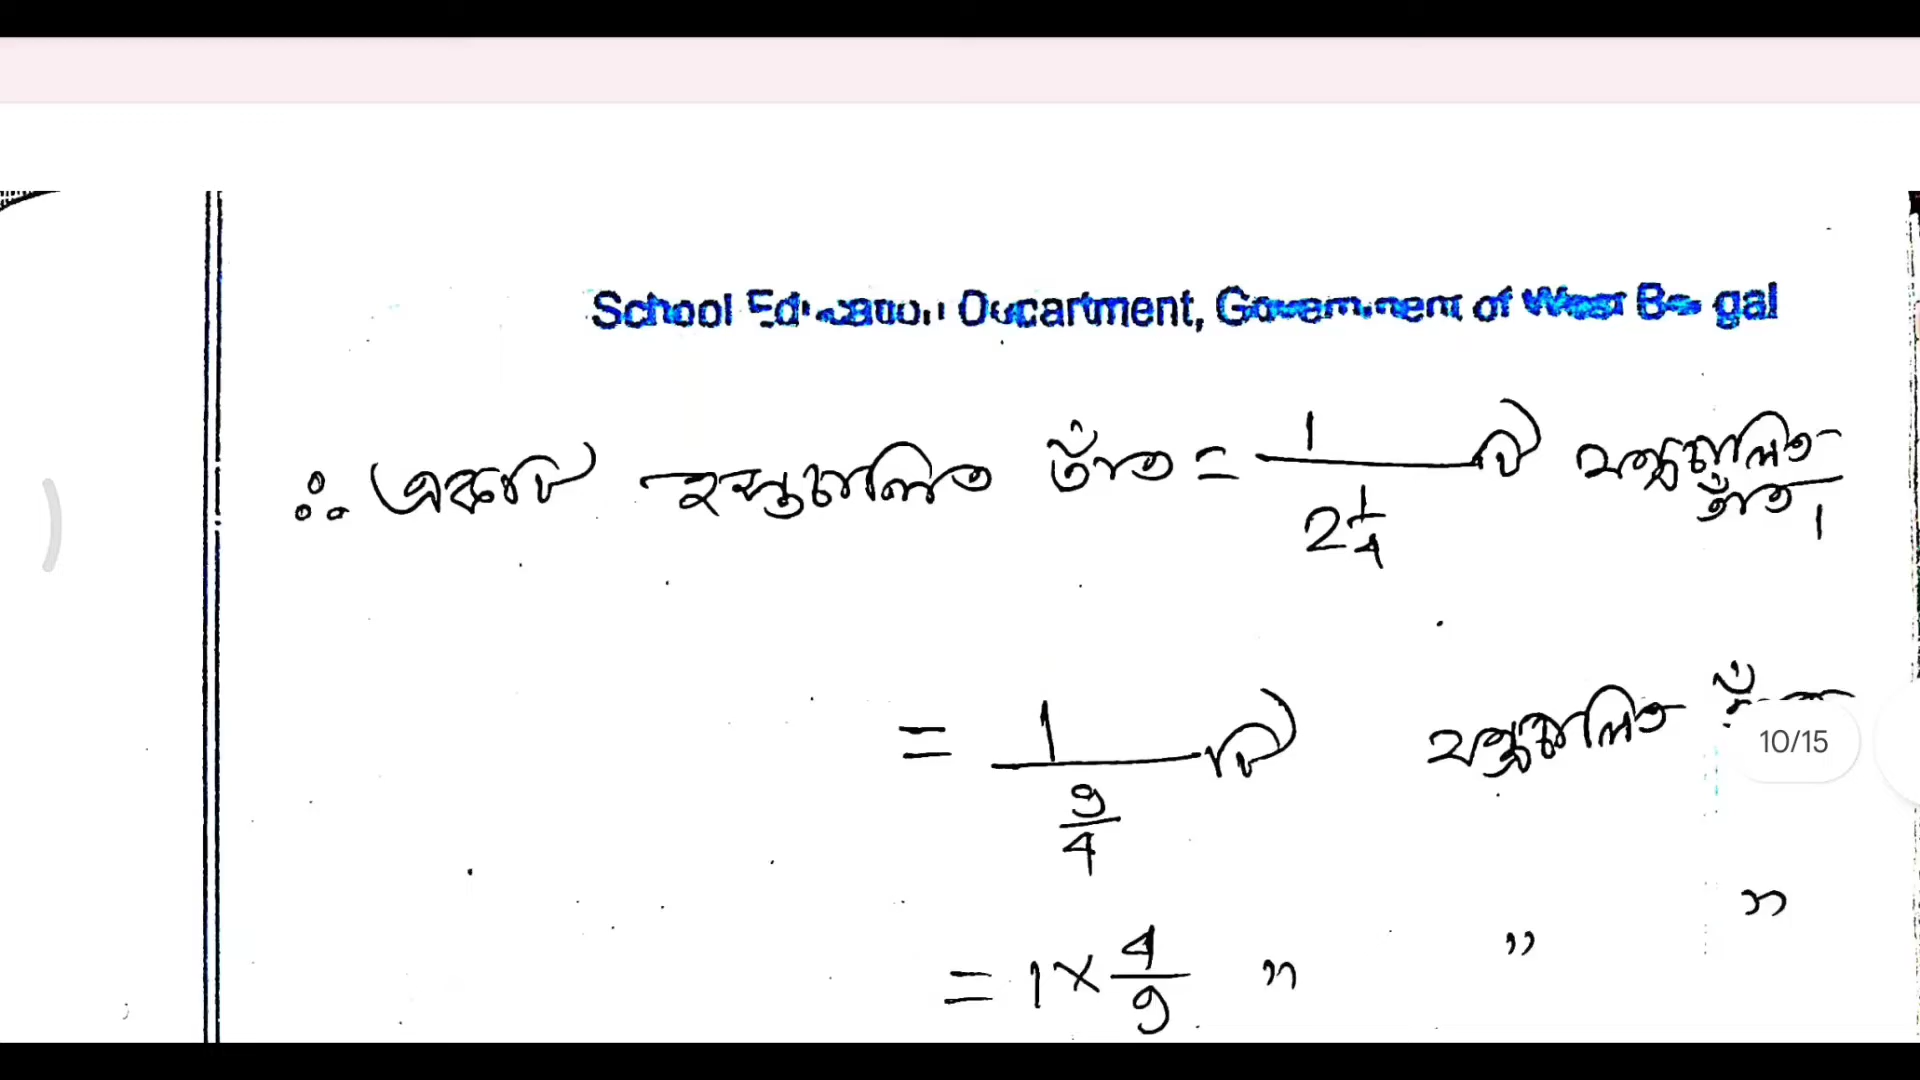 School Education Department, Government of West Bengal
∴ একটি হস্তচালিত তাঁত = 1/(2 1/4) টি যন্ত্রচালিত তাঁত।
= 1/(9/4) টি যন্ত্রচালিত
10/15
= 1 × 4/9 " " "